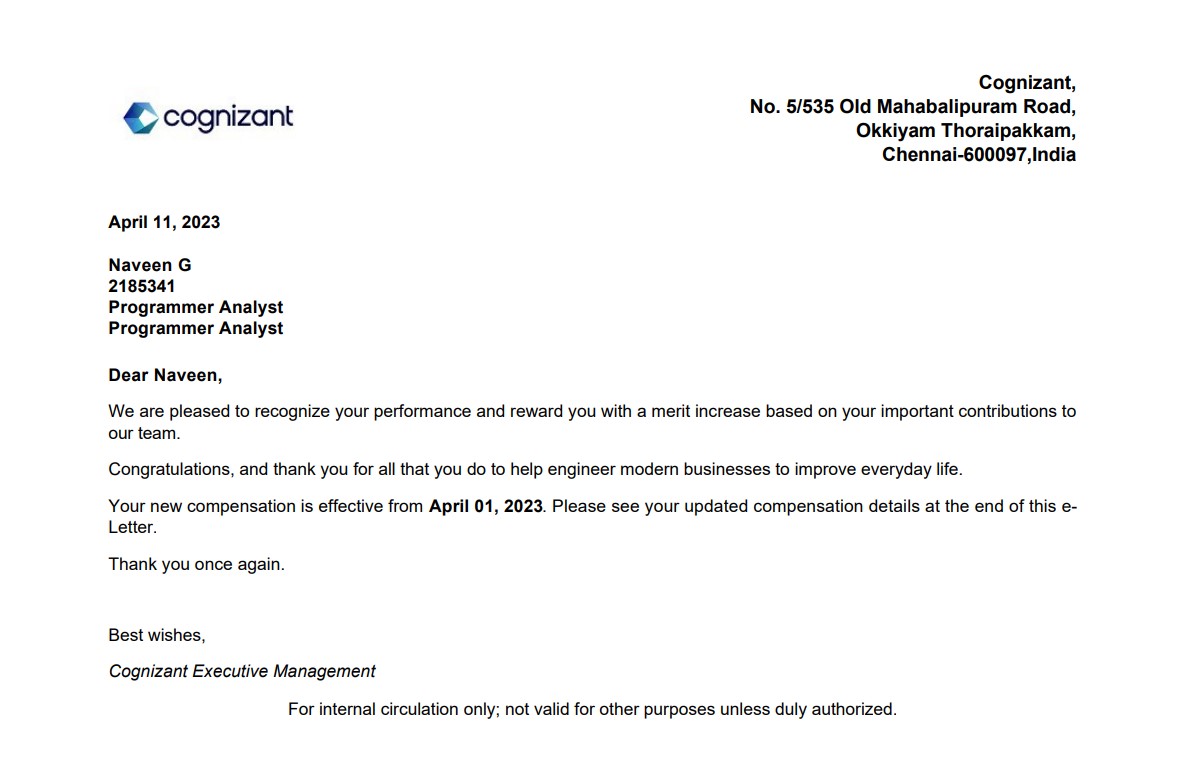 cognizant
Cognizant,
No. 5/535 Old Mahabalipuram Road,
Okkiyam Thoraipakkam,
Chennai-600097,India
April 11, 2023
Naveen G
2185341
Programmer Analyst
Programmer Analyst
Dear Naveen,
We are pleased to recognize your performance and reward you with a merit increase based on your important contributions to
our team.
Congratulations, and thank you for all that you do to help engineer modern businesses to improve everyday life.
Your new compensation is effective from April 01, 2023. Please see your updated compensation details at the end of this e-
Letter.
Thank you once again.
Best wishes,
Cognizant Executive Management
For internal circulation only; not valid for other purposes unless duly authorized.